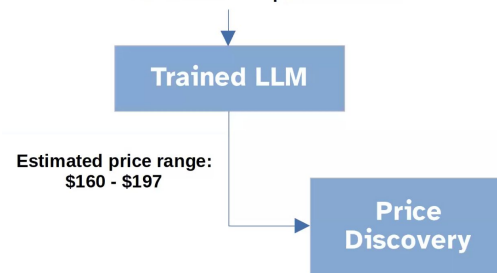 Trained LLM
Estimated price range:
$160 - $197
Price
Discovery